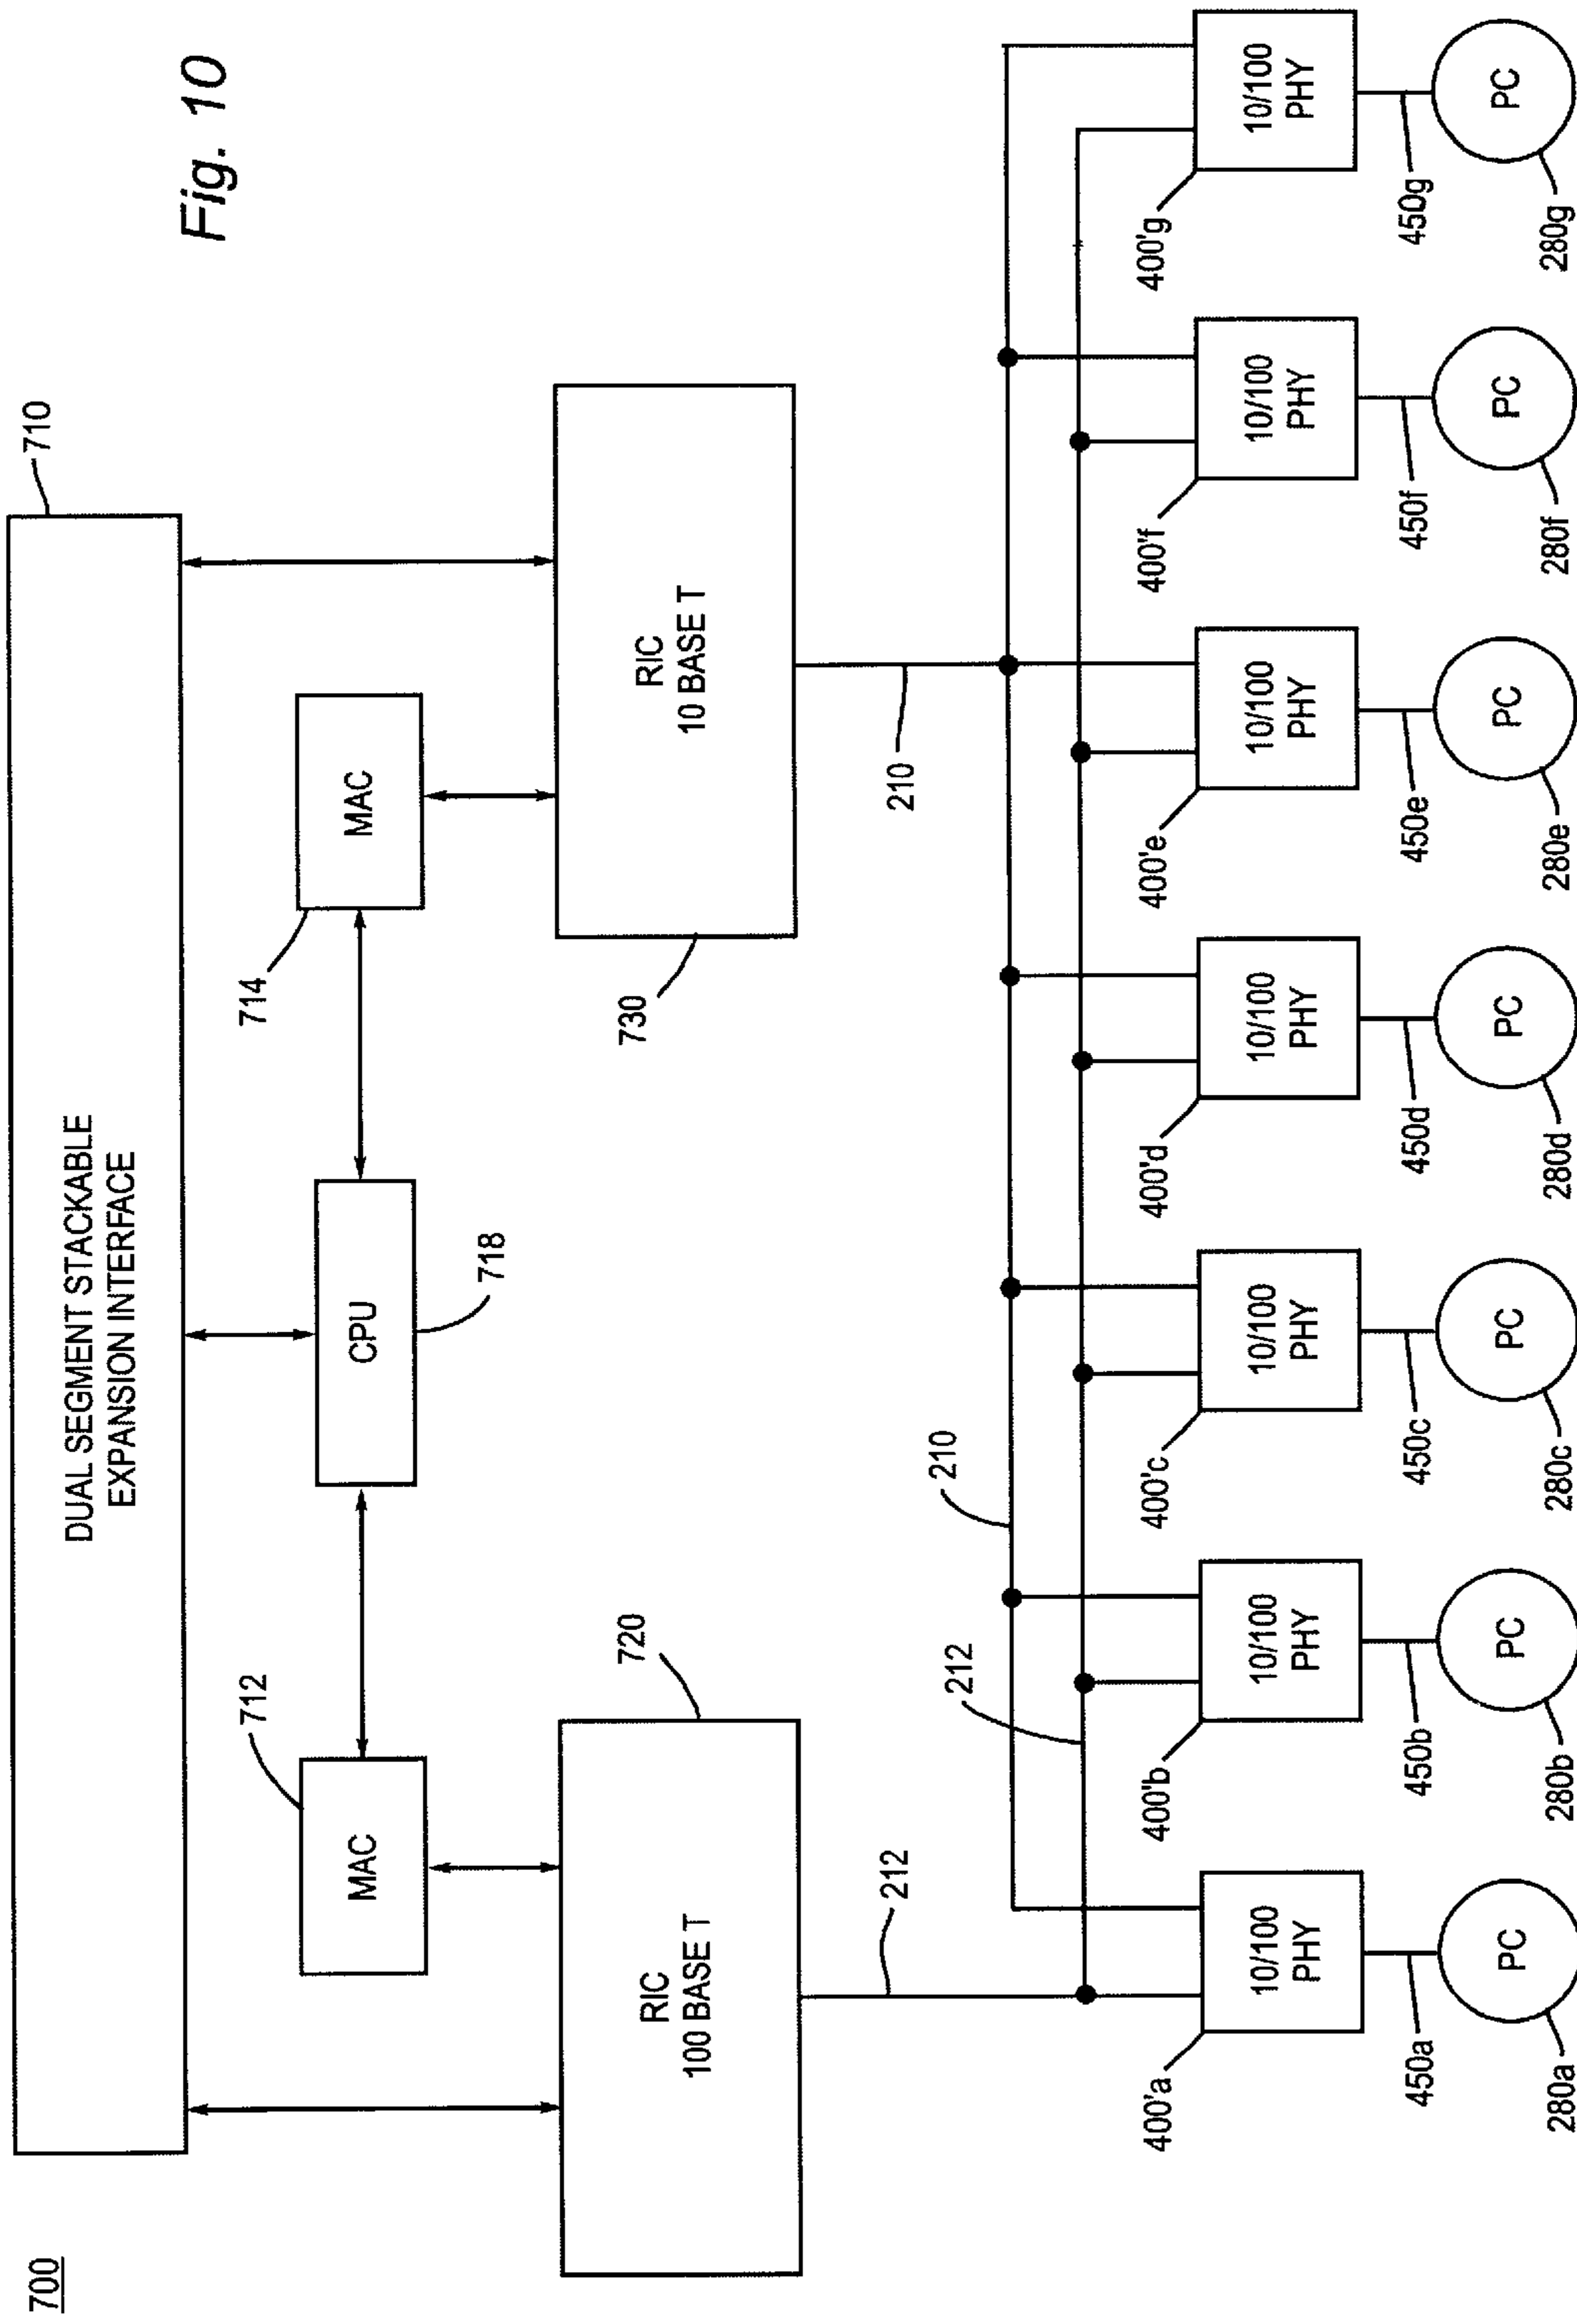 700
Fig. 10
710
DUAL SEGMENT STACKABLE
EXPANSION INTERFACE
712
MAC
718
CPU
714
MAC
720
RIC
100 BASE T
730
RIC
10 BASE T
212
210
212
210
400'a
10/100
PHY
400'b
10/100
PHY
400'c
10/100
PHY
400'd
10/100
PHY
400'e
10/100
PHY
400'f
10/100
PHY
400'g
10/100
PHY
450a
450b
450c
450d
450e
450f
450g
PC
PC
PC
PC
PC
PC
PC
280a
280b
280c
280d
280e
280f
280g